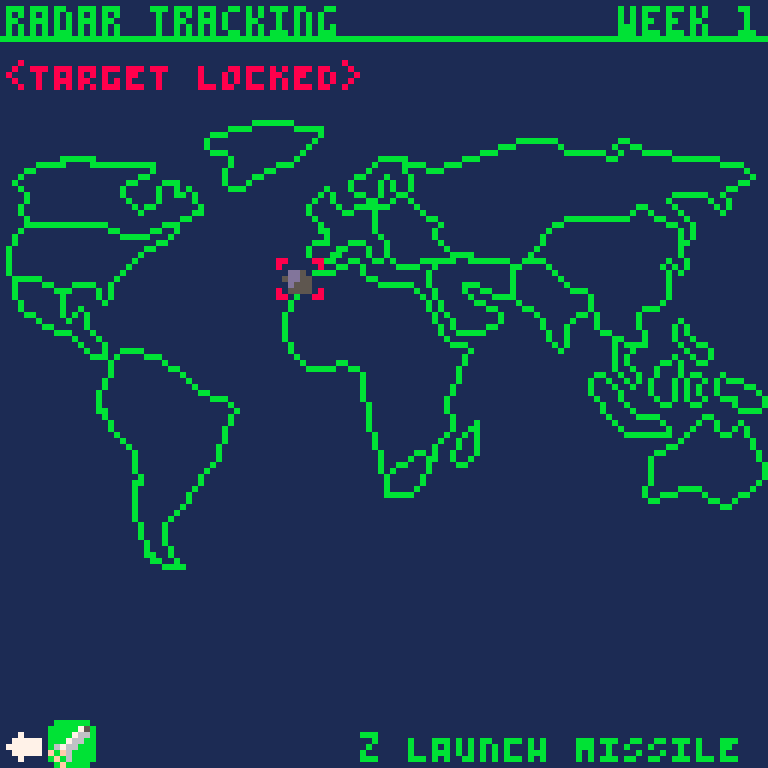 RADAR TRACKING WEEK 1
<TARGET LOCKED>
Z LAUNCH MISSILE